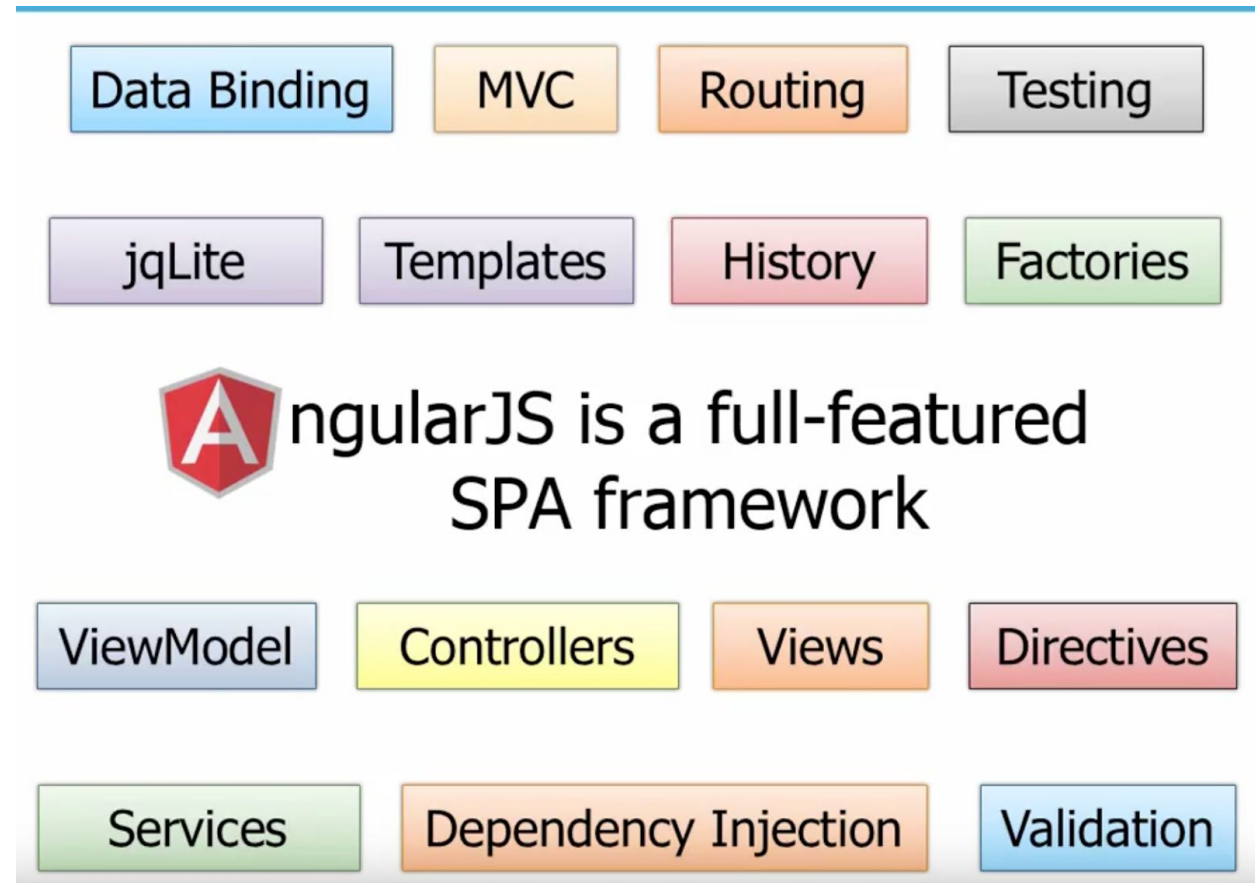 Data Binding MVC Routing Testing
jqLite Templates History Factories
AngularJS is a full-featured
SPA framework
ViewModel Controllers Views Directives
Services Dependency Injection Validation